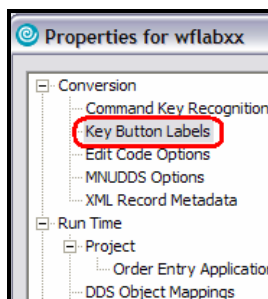 Properties for wflabxx
Conversion
Command Key Recognition
Key Button Labels
Edit Code Options
MNUDDS Options
XML Record Metadata
Run Time
Project
Order Entry Application
DDS Object Mappings